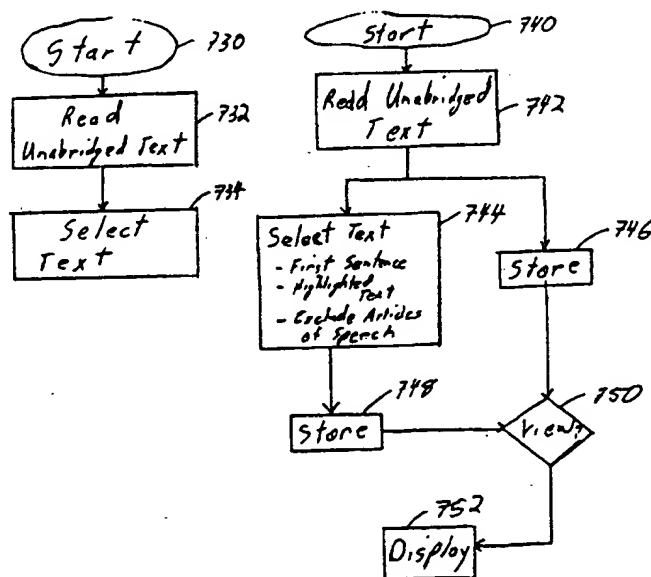 Start
730
Read
Unabridged Text
732
734
Select
Text
Start
740
Read Unabridged
Text
742
Select Text
- First Sentence
- Highlighted
Text
- Exclude Articles
of Speech
744
746
Store
748
Store
750
View?
752
Display